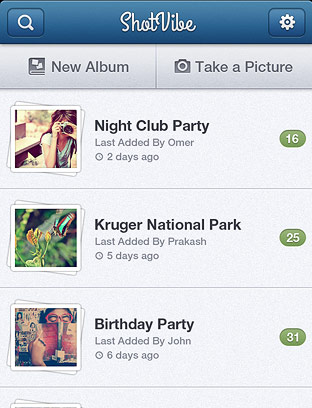 ShotVibe
New Album
Take a Picture
Night Club Party
Last Added By Omer
2 days ago
16
Kruger National Park
Last Added By Prakash
5 days ago
25
Birthday Party
Last Added By John
6 days ago
31